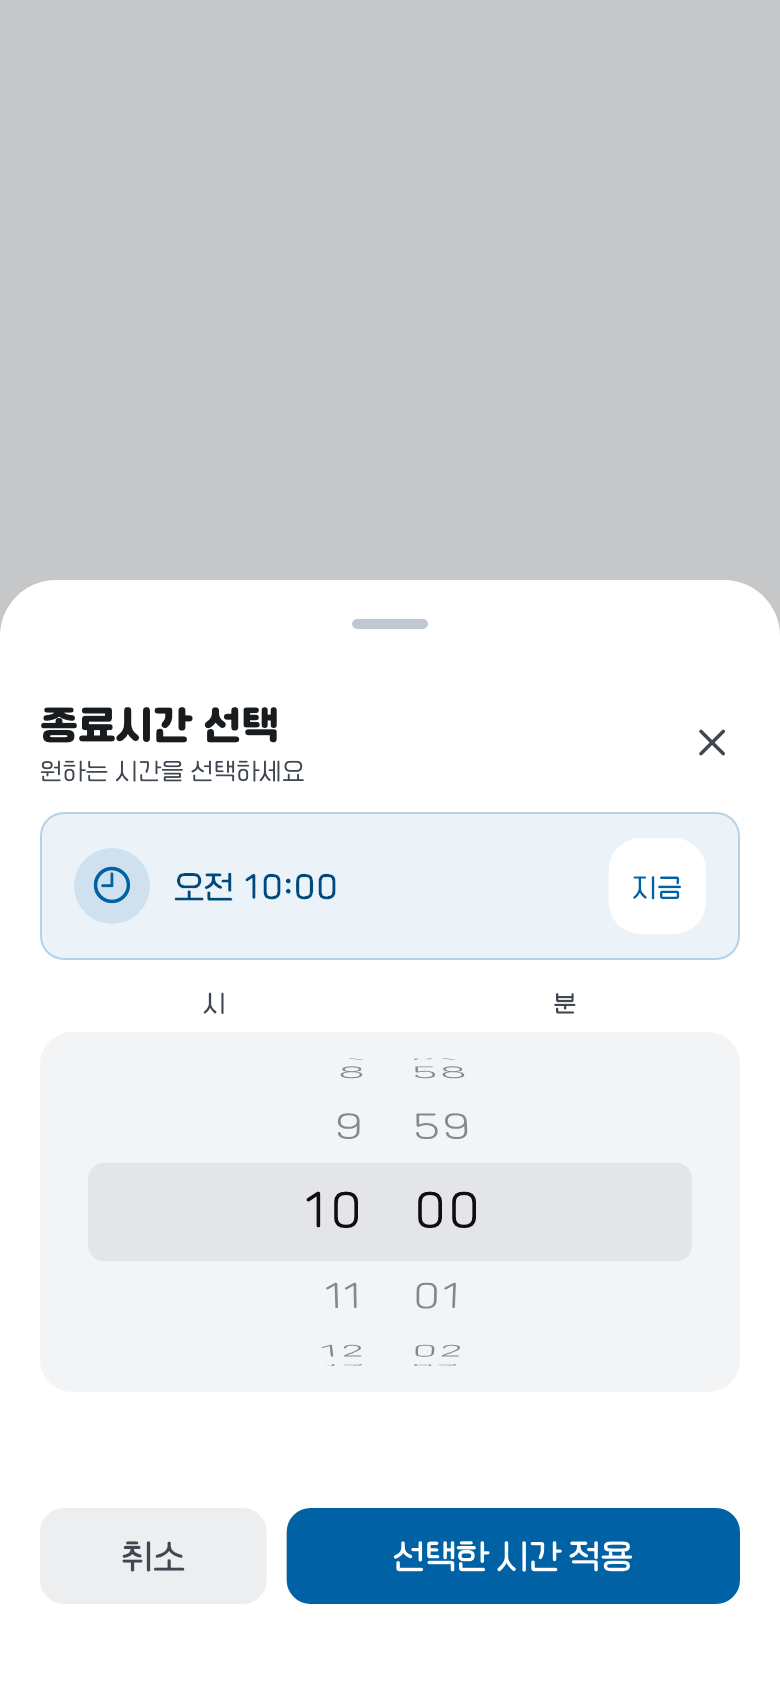 종료시간 선택
원하는 시간을 선택하세요
오전 10:00
지금
시 분
8 58
9 59
10 00
11 01
12 02
취소
선택한 시간 적용